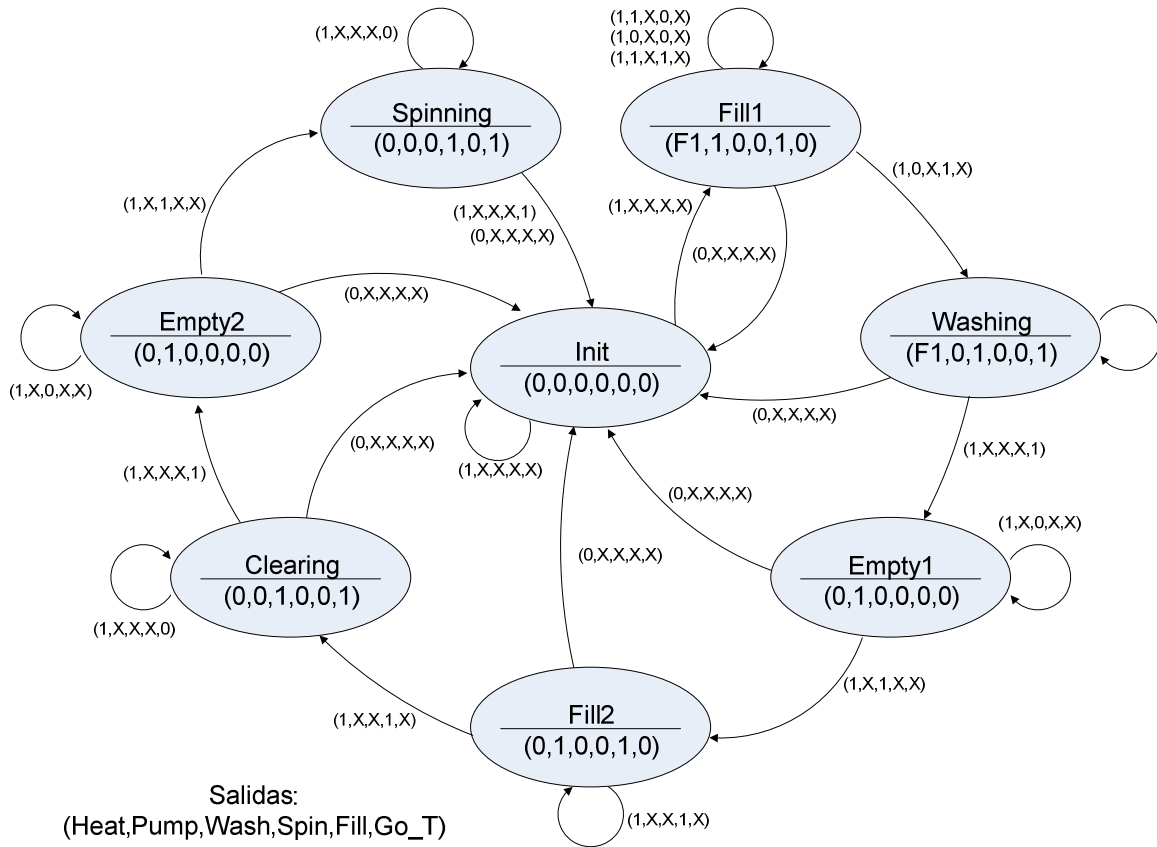 (1,X,X,X,0)
(1,1,X,0,X)
(1,0,X,0,X)
(1,1,X,1,X)
Spinning
(0,0,0,1,0,1)
Fill1
(F1,1,0,0,1,0)
(1,0,X,1,X)
(1,X,1,X,X)
(1,X,X,X,1)
(0,X,X,X,X)
(1,X,X,X,X)
(0,X,X,X,X)
(0,X,X,X,X)
Empty2
(0,1,0,0,0,0)
Init
(0,0,0,0,0,0)
Washing
(F1,0,1,0,0,1)
(1,X,0,X,X)
(0,X,X,X,X)
(0,X,X,X,X)
(1,X,X,X,X)
(1,X,X,X,1)
(1,X,X,X,1)
(0,X,X,X,X)
(1,X,0,X,X)
Clearing
(0,0,1,0,0,1)
(0,X,X,X,X)
Empty1
(0,1,0,0,0,0)
(1,X,X,X,0)
(1,X,1,X,X)
(1,X,X,1,X)
Fill2
(0,1,0,0,1,0)
(1,X,X,1,X)
Salidas:
(Heat,Pump,Wash,Spin,Fill,Go_T)